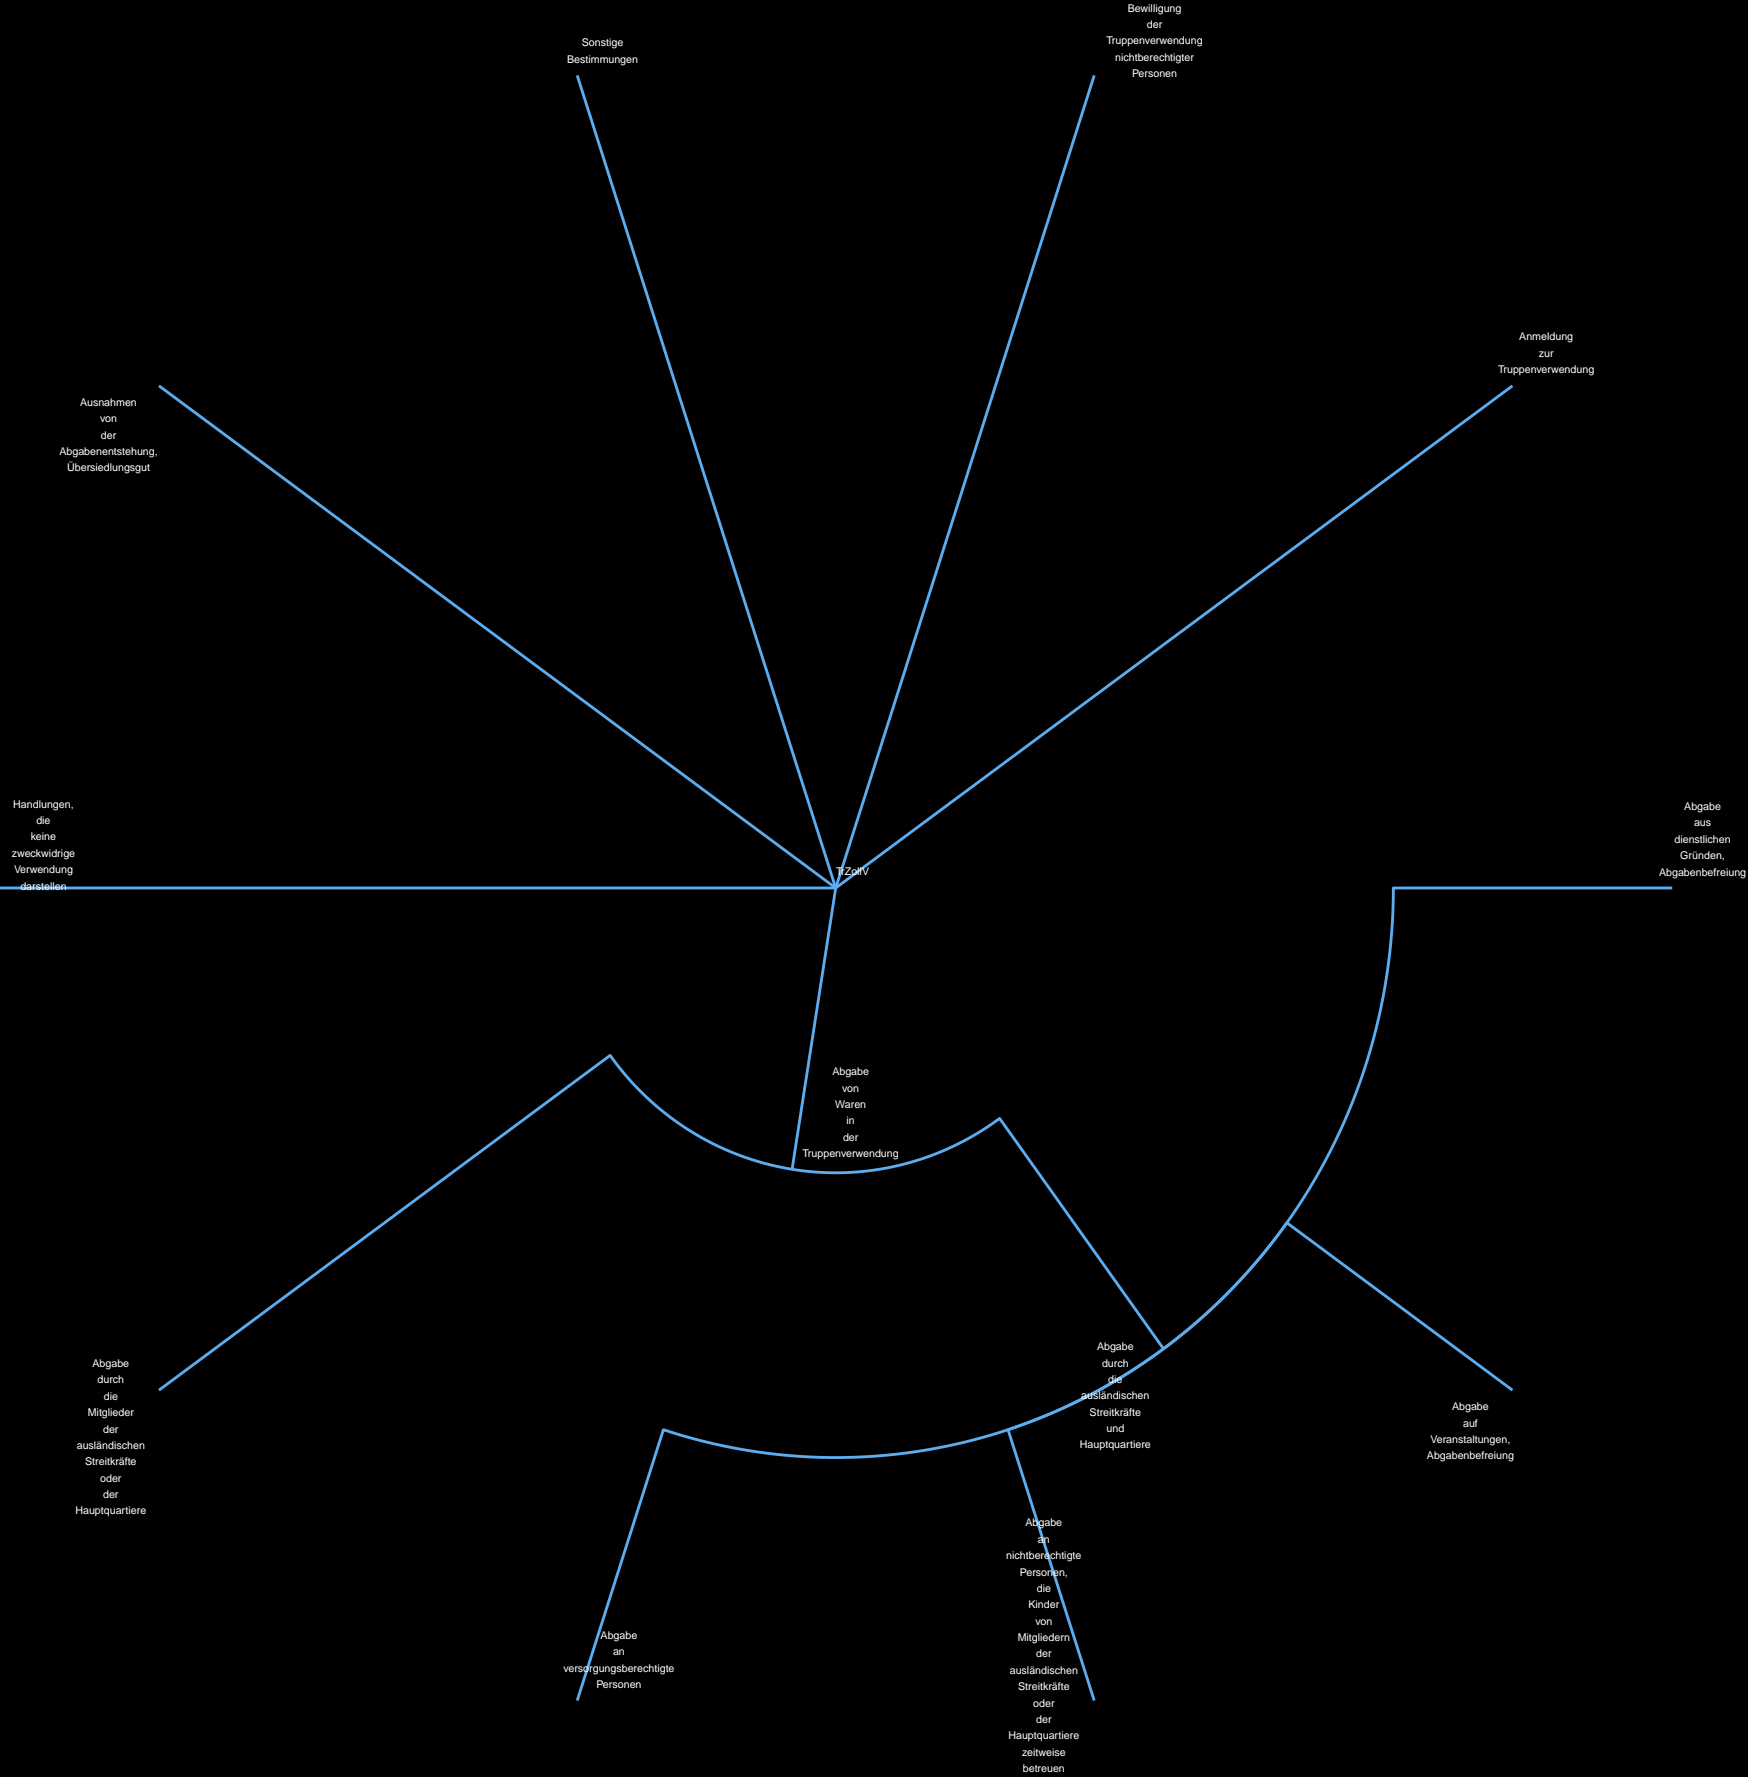 Bewilligung
der
Truppenverwendung
nichtberechtigter
Personen
Sonstige
Bestimmungen
Anmeldung
zur
Truppenverwendung
Ausnahmen
von
der
Abgabenentstehung,
Übersiedlungsgut
Handlungen,
die
keine
zweckwidrige
Verwendung
darstellen
Abgabe
aus
dienstlichen
Gründen,
Abgabenbefreiung
TrZollV
Abgabe
von
Waren
in
der
Truppenverwendung
Abgabe
durch
die
ausländischen
Streitkräfte
und
Hauptquartiere
Abgabe
durch
die
Mitglieder
der
ausländischen
Streitkräfte
oder
der
Hauptquartiere
Abgabe
auf
Veranstaltungen,
Abgabenbefreiung
Abgabe
an
nichtberechtigte
Personen,
die
Kinder
von
Mitgliedern
der
ausländischen
Streitkräfte
oder
der
Hauptquartiere
zeitweise
betreuen
Abgabe
an
versorgungsberechtigte
Personen